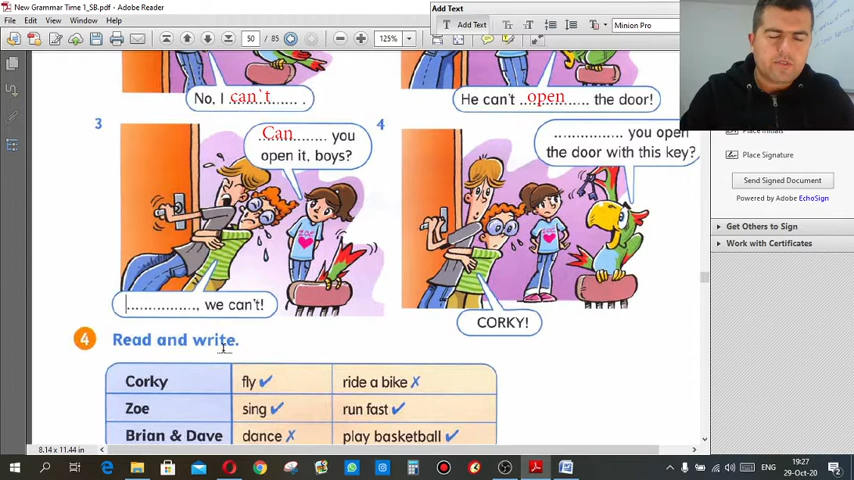 New Grammar Time 1_SB.pdf - Adobe Reader
File Edit View Window Help
50 / 85 125%
Add Text
Add Text Minion Pro
Place Signature
Send Signed Document
Powered by Adobe EchoSign
Get Others to Sign
Work with Certificates
No, I can`t .
He can't open the door!
3
Can you
open it, boys?
4
............... you open
the door with this key?
ZOE
..............., we can't!
CORKY!
4 Read and write.
Corky fly ✓ ride a bike ✗
Zoe sing ✓ run fast ✓
Brian & Dave dance ✗ play basketball ✓
8.14 x 11.44 in
ENG
19:27
29-Oct-20
2